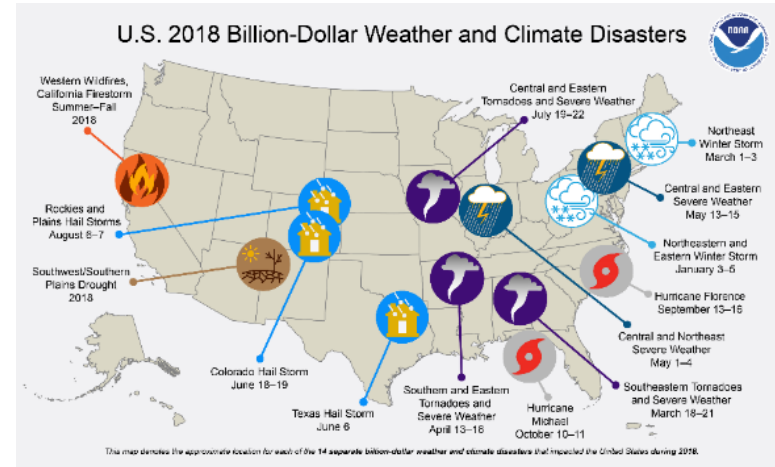 U.S. 2018 Billion-Dollar Weather and Climate Disasters
NOAA
Western Wildfires,
California Firestorm
Summer–Fall
2018
Central and Eastern
Tornadoes and Severe Weather
July 19–22
Northeast
Winter Storm
March 1–3
Central and Eastern
Severe Weather
May 13–15
Rockies and
Plains Hail Storms
August 6–7
Northeastern and
Eastern Winter Storm
January 3–5
Southwest/Southern
Plains Drought
2018
Hurricane Florence
September 13–16
Central and Northeast
Severe Weather
May 1–4
Colorado Hail Storm
June 18–19
Texas Hail Storm
June 6
Southern and Eastern
Tornadoes and
Severe Weather
April 13–16
Hurricane
Michael
October 10–11
Southeastern Tornadoes
and Severe Weather
March 18–21
This map denotes the approximate location for each of the 14 separate billion-dollar weather and climate disasters that impacted the United States during 2018.